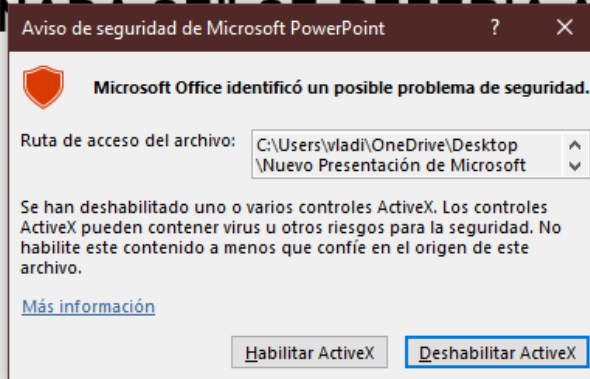 Aviso de seguridad de Microsoft PowerPoint ? ✕
Microsoft Office identificó un posible problema de seguridad.
Ruta de acceso del archivo: C:\Users\vladi\OneDrive\Desktop
\Nuevo Presentación de Microsoft
Se han deshabilitado uno o varios controles ActiveX. Los controles
ActiveX pueden contener virus u otros riesgos para la seguridad. No
habilite este contenido a menos que confíe en el origen de este
archivo.
Más información
Habilitar ActiveX Deshabilitar ActiveX